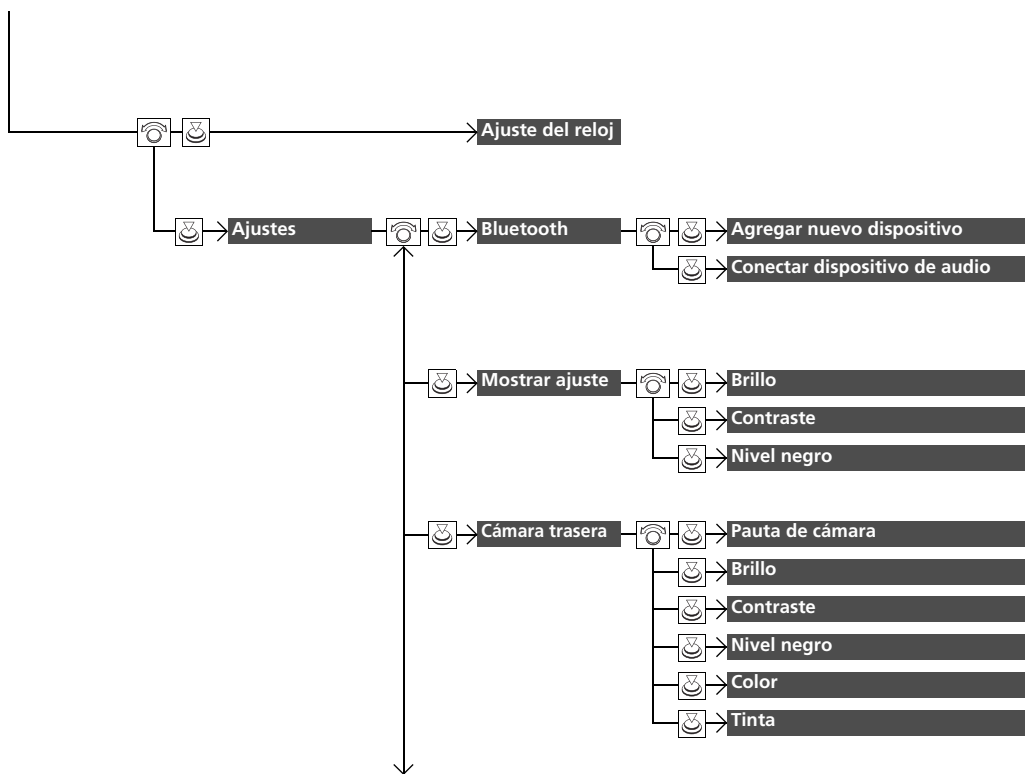 Ajuste del reloj
Ajustes
Bluetooth
Agregar nuevo dispositivo
Conectar dispositivo de audio
Mostrar ajuste
Brillo
Contraste
Nivel negro
Cámara trasera
Pauta de cámara
Brillo
Contraste
Nivel negro
Color
Tinta